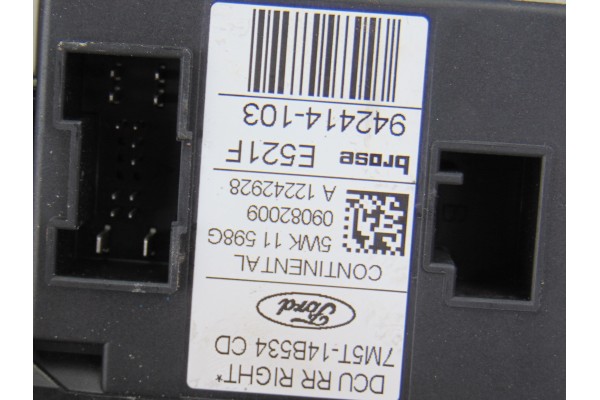 DCU RR RIGHT*
7M5T-14B534 CD
Ford
CONTINENTAL
5WK 11 598G
09082009
A 12242928
brose E521F
942414-103